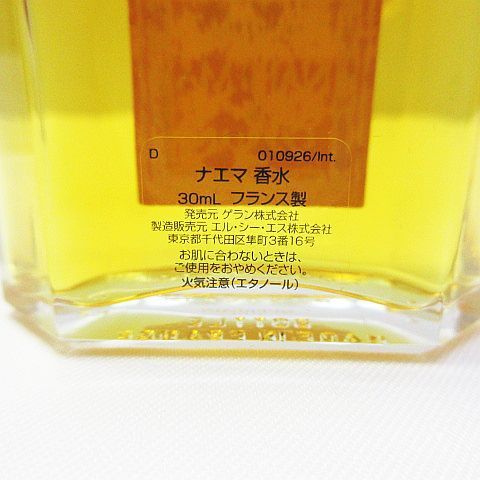 D 010926/Int.
ナエマ 香水
30mL フランス製
発売元 ゲラン株式会社
製造販売元 エル・シー・エス株式会社
東京都千代田区隼町3番16号
お肌に合わないときは、
ご使用をおやめください。
火気注意(エタノール)